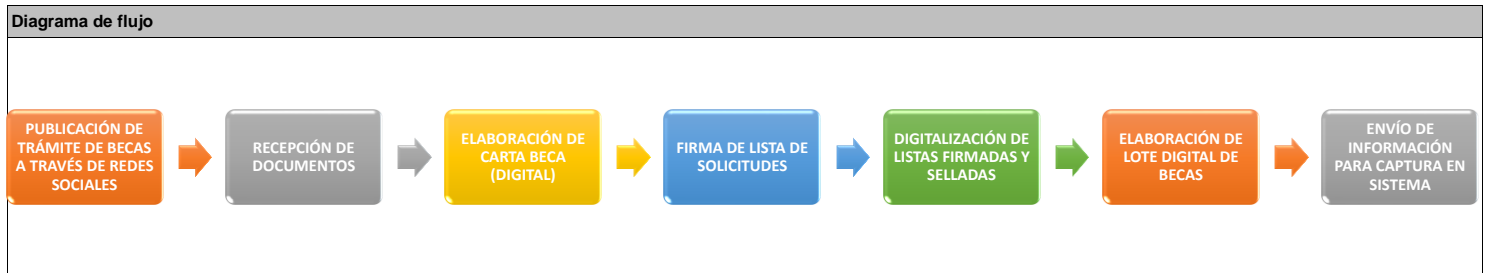 Diagrama de flujo
PUBLICACIÓN DE
TRÁMITE DE BECAS
A TRAVÉS DE REDES
SOCIALES
RECEPCIÓN DE
DOCUMENTOS
ELABORACIÓN DE
CARTA BECA
(DIGITAL)
FIRMA DE LISTA DE
SOLICITUDES
DIGITALIZACIÓN DE
LISTAS FIRMADAS Y
SELLADAS
ELABORACIÓN DE
LOTE DIGITAL DE
BECAS
ENVÍO DE
INFORMACIÓN
PARA CAPTURA EN
SISTEMA